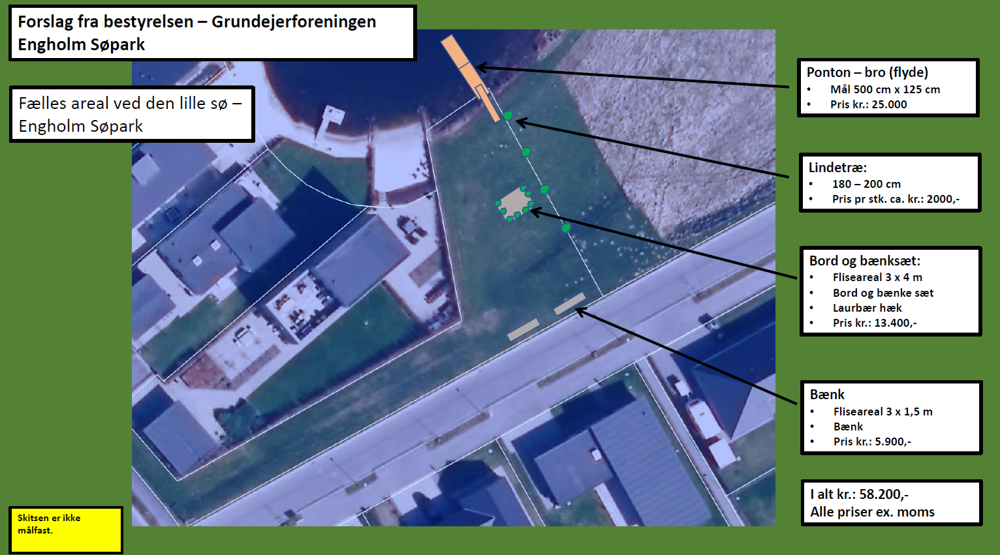 Forslag fra bestyrelsen – Grundejerforeningen
Engholm Søpark
Fælles areal ved den lille sø –
Engholm Søpark
Ponton – bro (flyde)
• Mål 500 cm x 125 cm
• Pris kr.: 25.000
Lindetræ:
• 180 – 200 cm
• Pris pr stk. ca. kr.: 2000,-
Bord og bænksæt:
• Fliseareal 3 x 4 m
• Bord og bænke sæt
• Laurbær hæk
• Pris kr.: 13.400,-
Bænk
• Fliseareal 3 x 1,5 m
• Bænk
• Pris kr.: 5.900,-
I alt kr.: 58.200,-
Alle priser ex. moms
Skitsen er ikke
målfast.